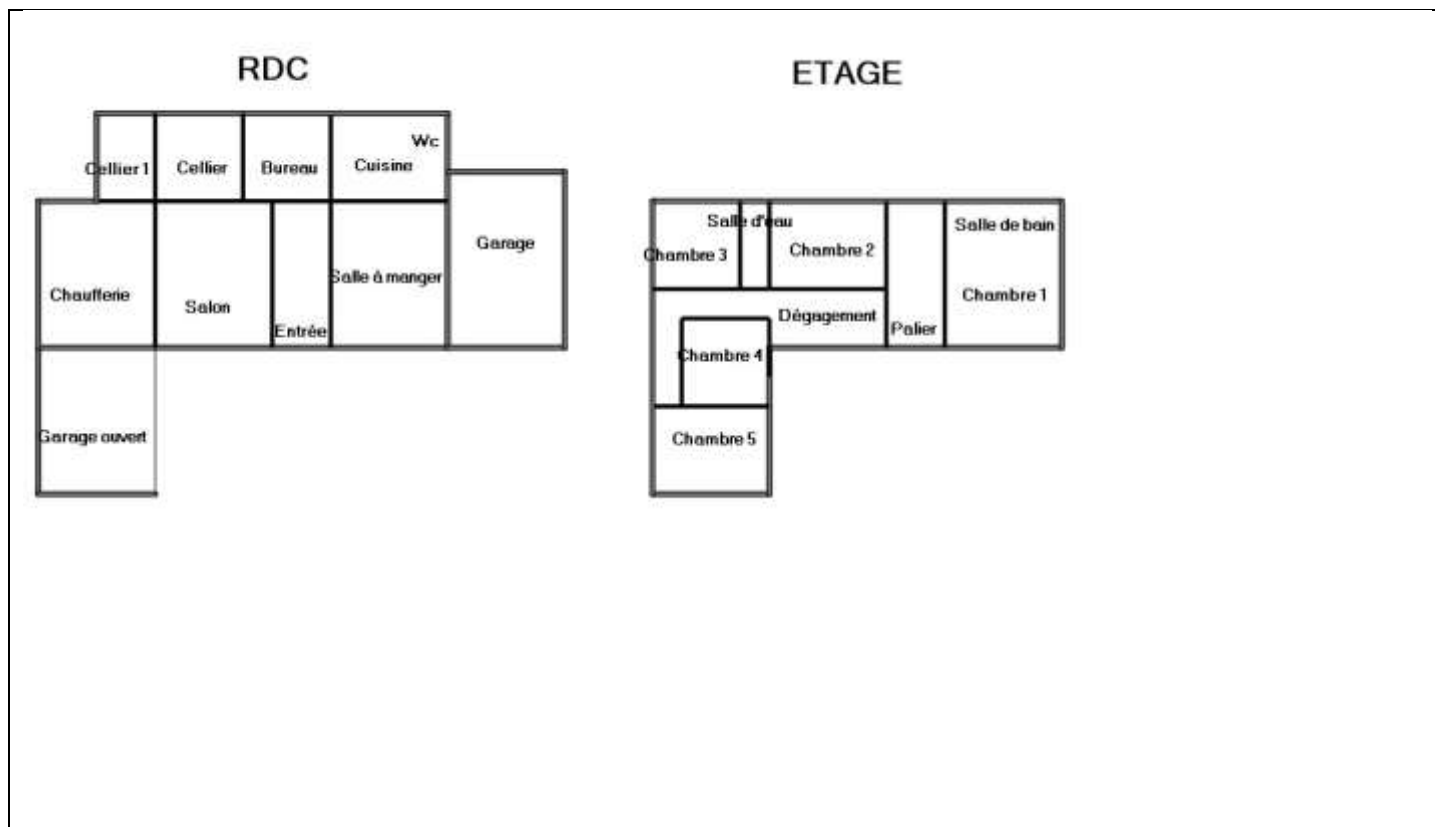 RDC
Wc
Cellier 1
Cellier
Bureau
Cuisine
Garage
Salle à manger
Chaufferie
Salon
Entrée
Garage ouvert
ETAGE
Salle d'eau
Salle de bain
Chambre 3
Chambre 2
Chambre 1
Dégagement
Palier
Chambre 4
Chambre 5